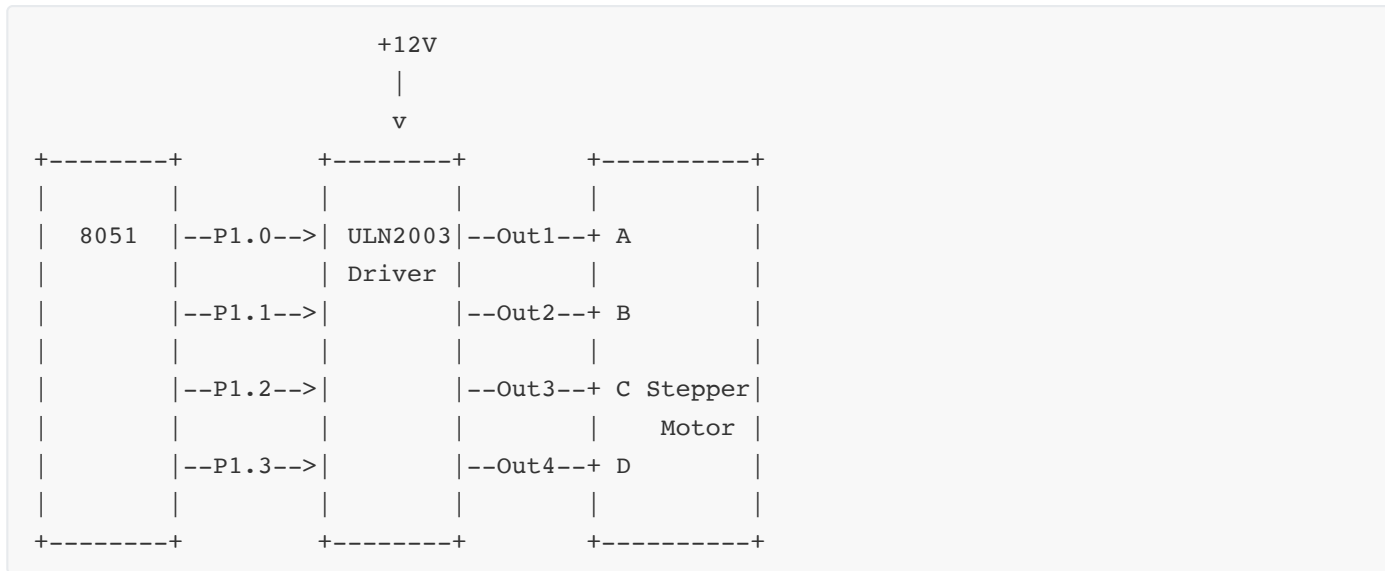 +12V
                          |
                          v
+--------+          +--------+        +----------+
|        |          |        |        |          |
|  8051  |--P1.0-->| ULN2003|--Out1--+ A        |
|        |          | Driver |        |          |
|        |--P1.1-->|        |--Out2--+ B        |
|        |          |        |        |          |
|        |--P1.2-->|        |--Out3--+ C Stepper|
|        |          |        |        |    Motor |
|        |--P1.3-->|        |--Out4--+ D        |
|        |          |        |        |          |
+--------+          +--------+        +----------+